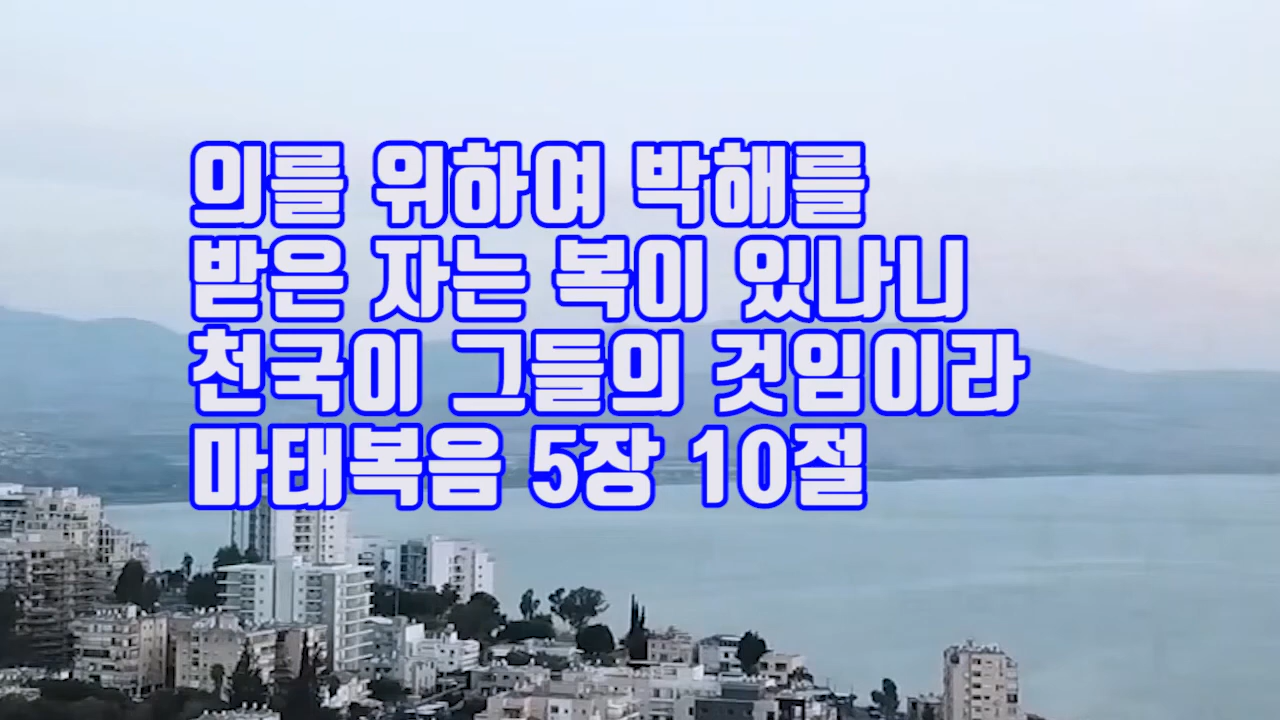 의를 위하여 박해를
받은 자는 복이 있나니
천국이 그들의 것임이라
마태복음 5장 10절